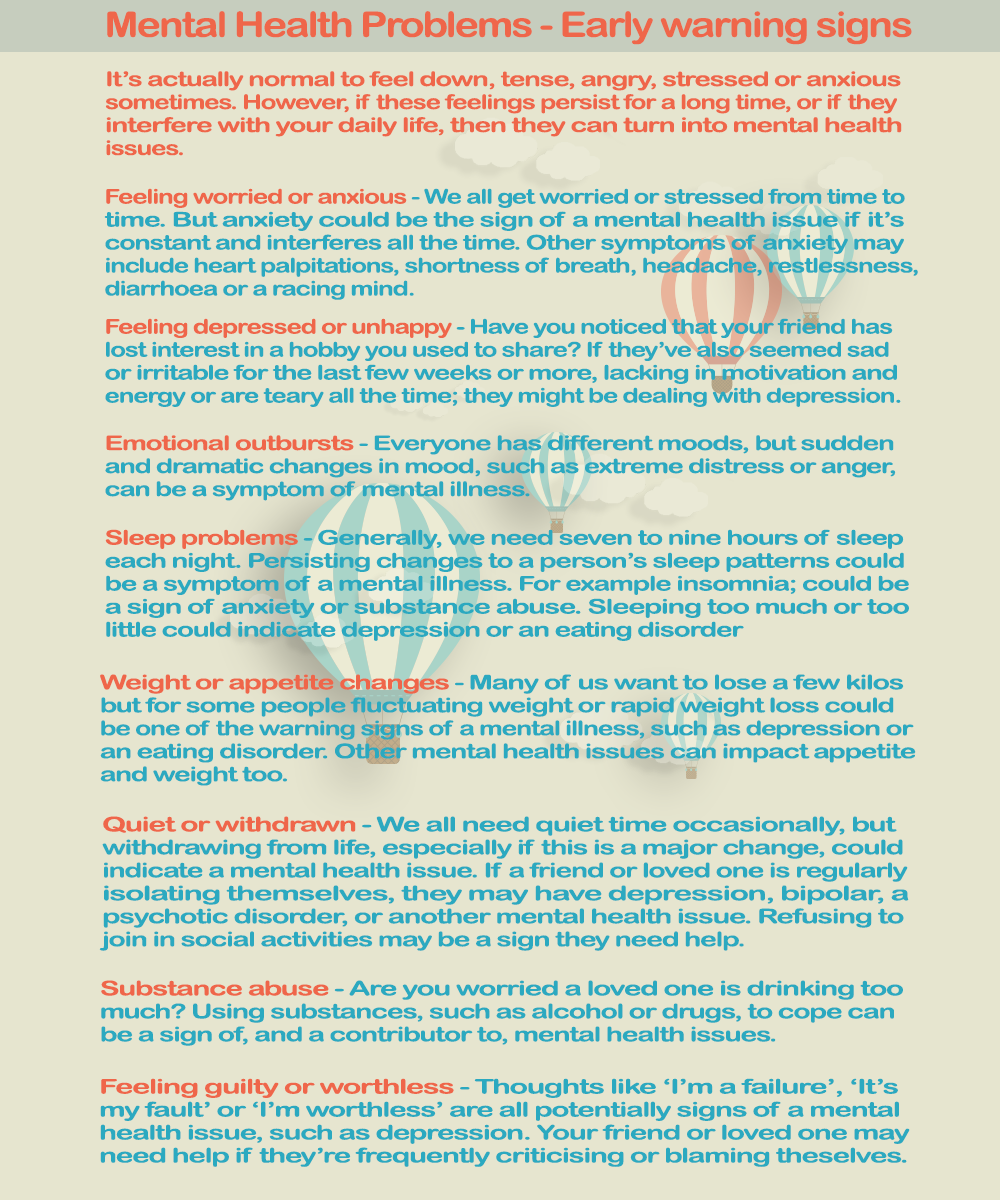 Mental Health Problems - Early warning signs
It's actually normal to feel down, tense, angry, stressed or anxious
sometimes. However, if these feelings persist for a long time, or if they
interfere with your daily life, then they can turn into mental health
issues.
Feeling worried or anxious - We all get worried or stressed from time to
time. But anxiety could be the sign of a mental health issue if it's
constant and interferes all the time. Other symptoms of anxiety may
include heart palpitations, shortness of breath, headache, restlessness,
diarrhoea or a racing mind.
Feeling depressed or unhappy - Have you noticed that your friend has
lost interest in a hobby you used to share? If they've also seemed sad
or irritable for the last few weeks or more, lacking in motivation and
energy or are teary all the time; they might be dealing with depression.
Emotional outbursts - Everyone has different moods, but sudden
and dramatic changes in mood, such as extreme distress or anger,
can be a symptom of mental illness.
Sleep problems - Generally, we need seven to nine hours of sleep
each night. Persisting changes to a person's sleep patterns could
be a symptom of a mental illness. For example insomnia; could be
a sign of anxiety or substance abuse. Sleeping too much or too
little could indicate depression or an eating disorder
Weight or appetite changes - Many of us want to lose a few kilos
but for some people fluctuating weight or rapid weight loss could
be one of the warning signs of a mental illness, such as depression or
an eating disorder. Other mental health issues can impact appetite
and weight too.
Quiet or withdrawn - We all need quiet time occasionally, but
withdrawing from life, especially if this is a major change, could
indicate a mental health issue. If a friend or loved one is regularly
isolating themselves, they may have depression, bipolar, a
psychotic disorder, or another mental health issue. Refusing to
join in social activities may be a sign they need help.
Substance abuse - Are you worried a loved one is drinking too
much? Using substances, such as alcohol or drugs, to cope can
be a sign of, and a contributor to, mental health issues.
Feeling guilty or worthless - Thoughts like 'I'm a failure', 'It's
my fault' or 'I'm worthless' are all potentially signs of a mental
health issue, such as depression. Your friend or loved one may
need help if they're frequently criticising or blaming theselves.